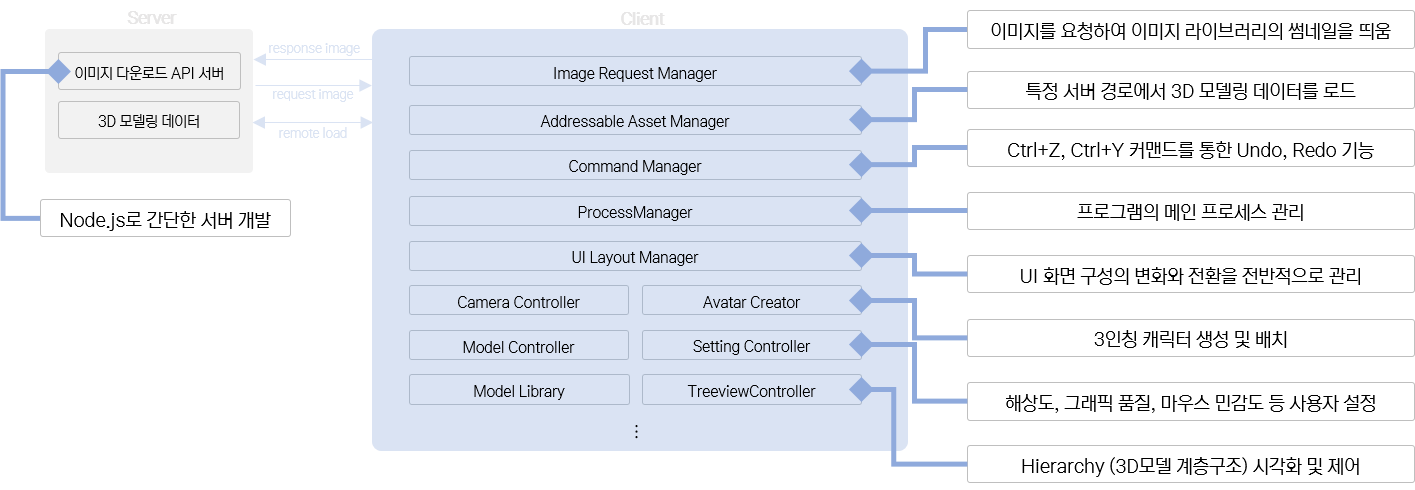 Server
Client
이미지 다운로드 API 서버
3D 모델링 데이터
Node.js로 간단한 서버 개발
response image
request image
remote load
Image Request Manager
Addressable Asset Manager
Command Manager
ProcessManager
UI Layout Manager
Camera Controller
Avatar Creator
Model Controller
Setting Controller
Model Library
TreeviewController
⋮
이미지를 요청하여 이미지 라이브러리의 썸네일을 띄움
특정 서버 경로에서 3D 모델링 데이터를 로드
Ctrl+Z, Ctrl+Y 커맨드를 통한 Undo, Redo 기능
프로그램의 메인 프로세스 관리
UI 화면 구성의 변화와 전환을 전반적으로 관리
3인칭 캐릭터 생성 및 배치
해상도, 그래픽 품질, 마우스 민감도 등 사용자 설정
Hierarchy (3D모델 계층구조) 시각화 및 제어